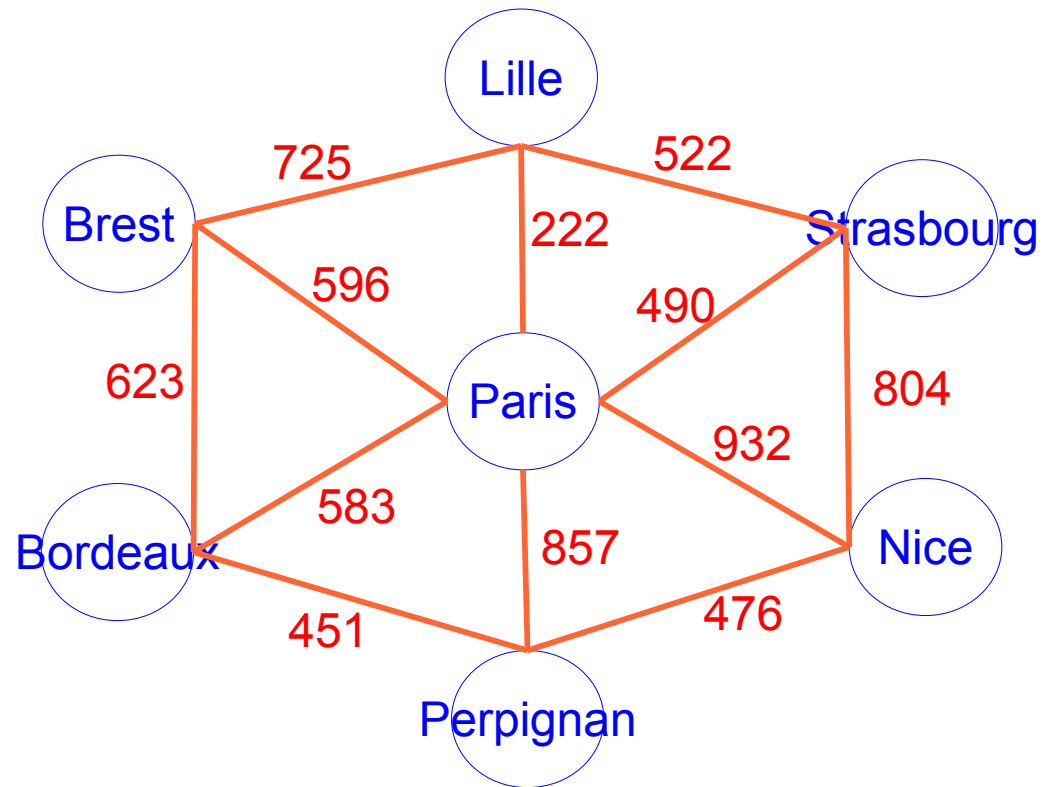 Lille
725
522
Brest
222
Strasbourg
596
490
623
Paris
804
932
583
Bordeaux
857
Nice
451
476
Perpignan